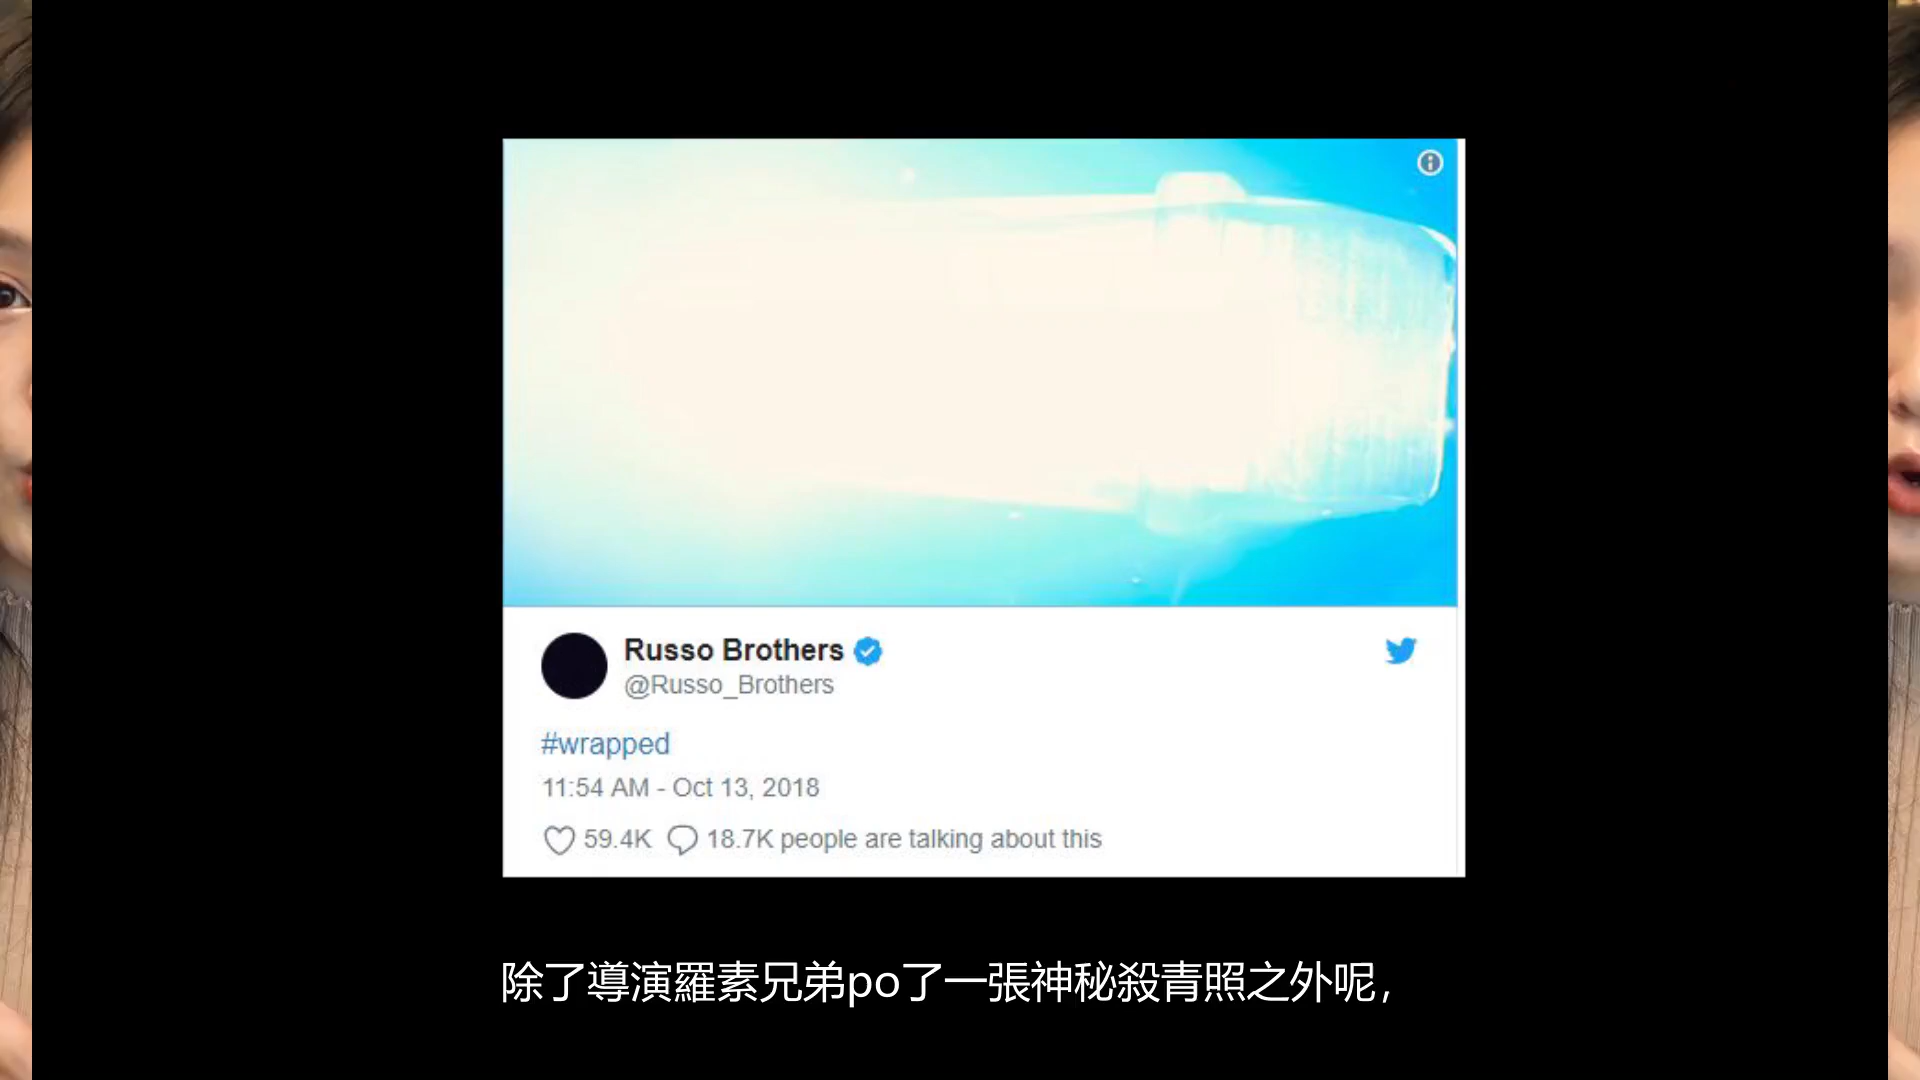 Russo Brothers
@Russo_Brothers
#wrapped
11:54 AM - Oct 13, 2018
59.4K 18.7K people are talking about this
除了導演羅素兄弟po了一張神秘殺青照之外呢,